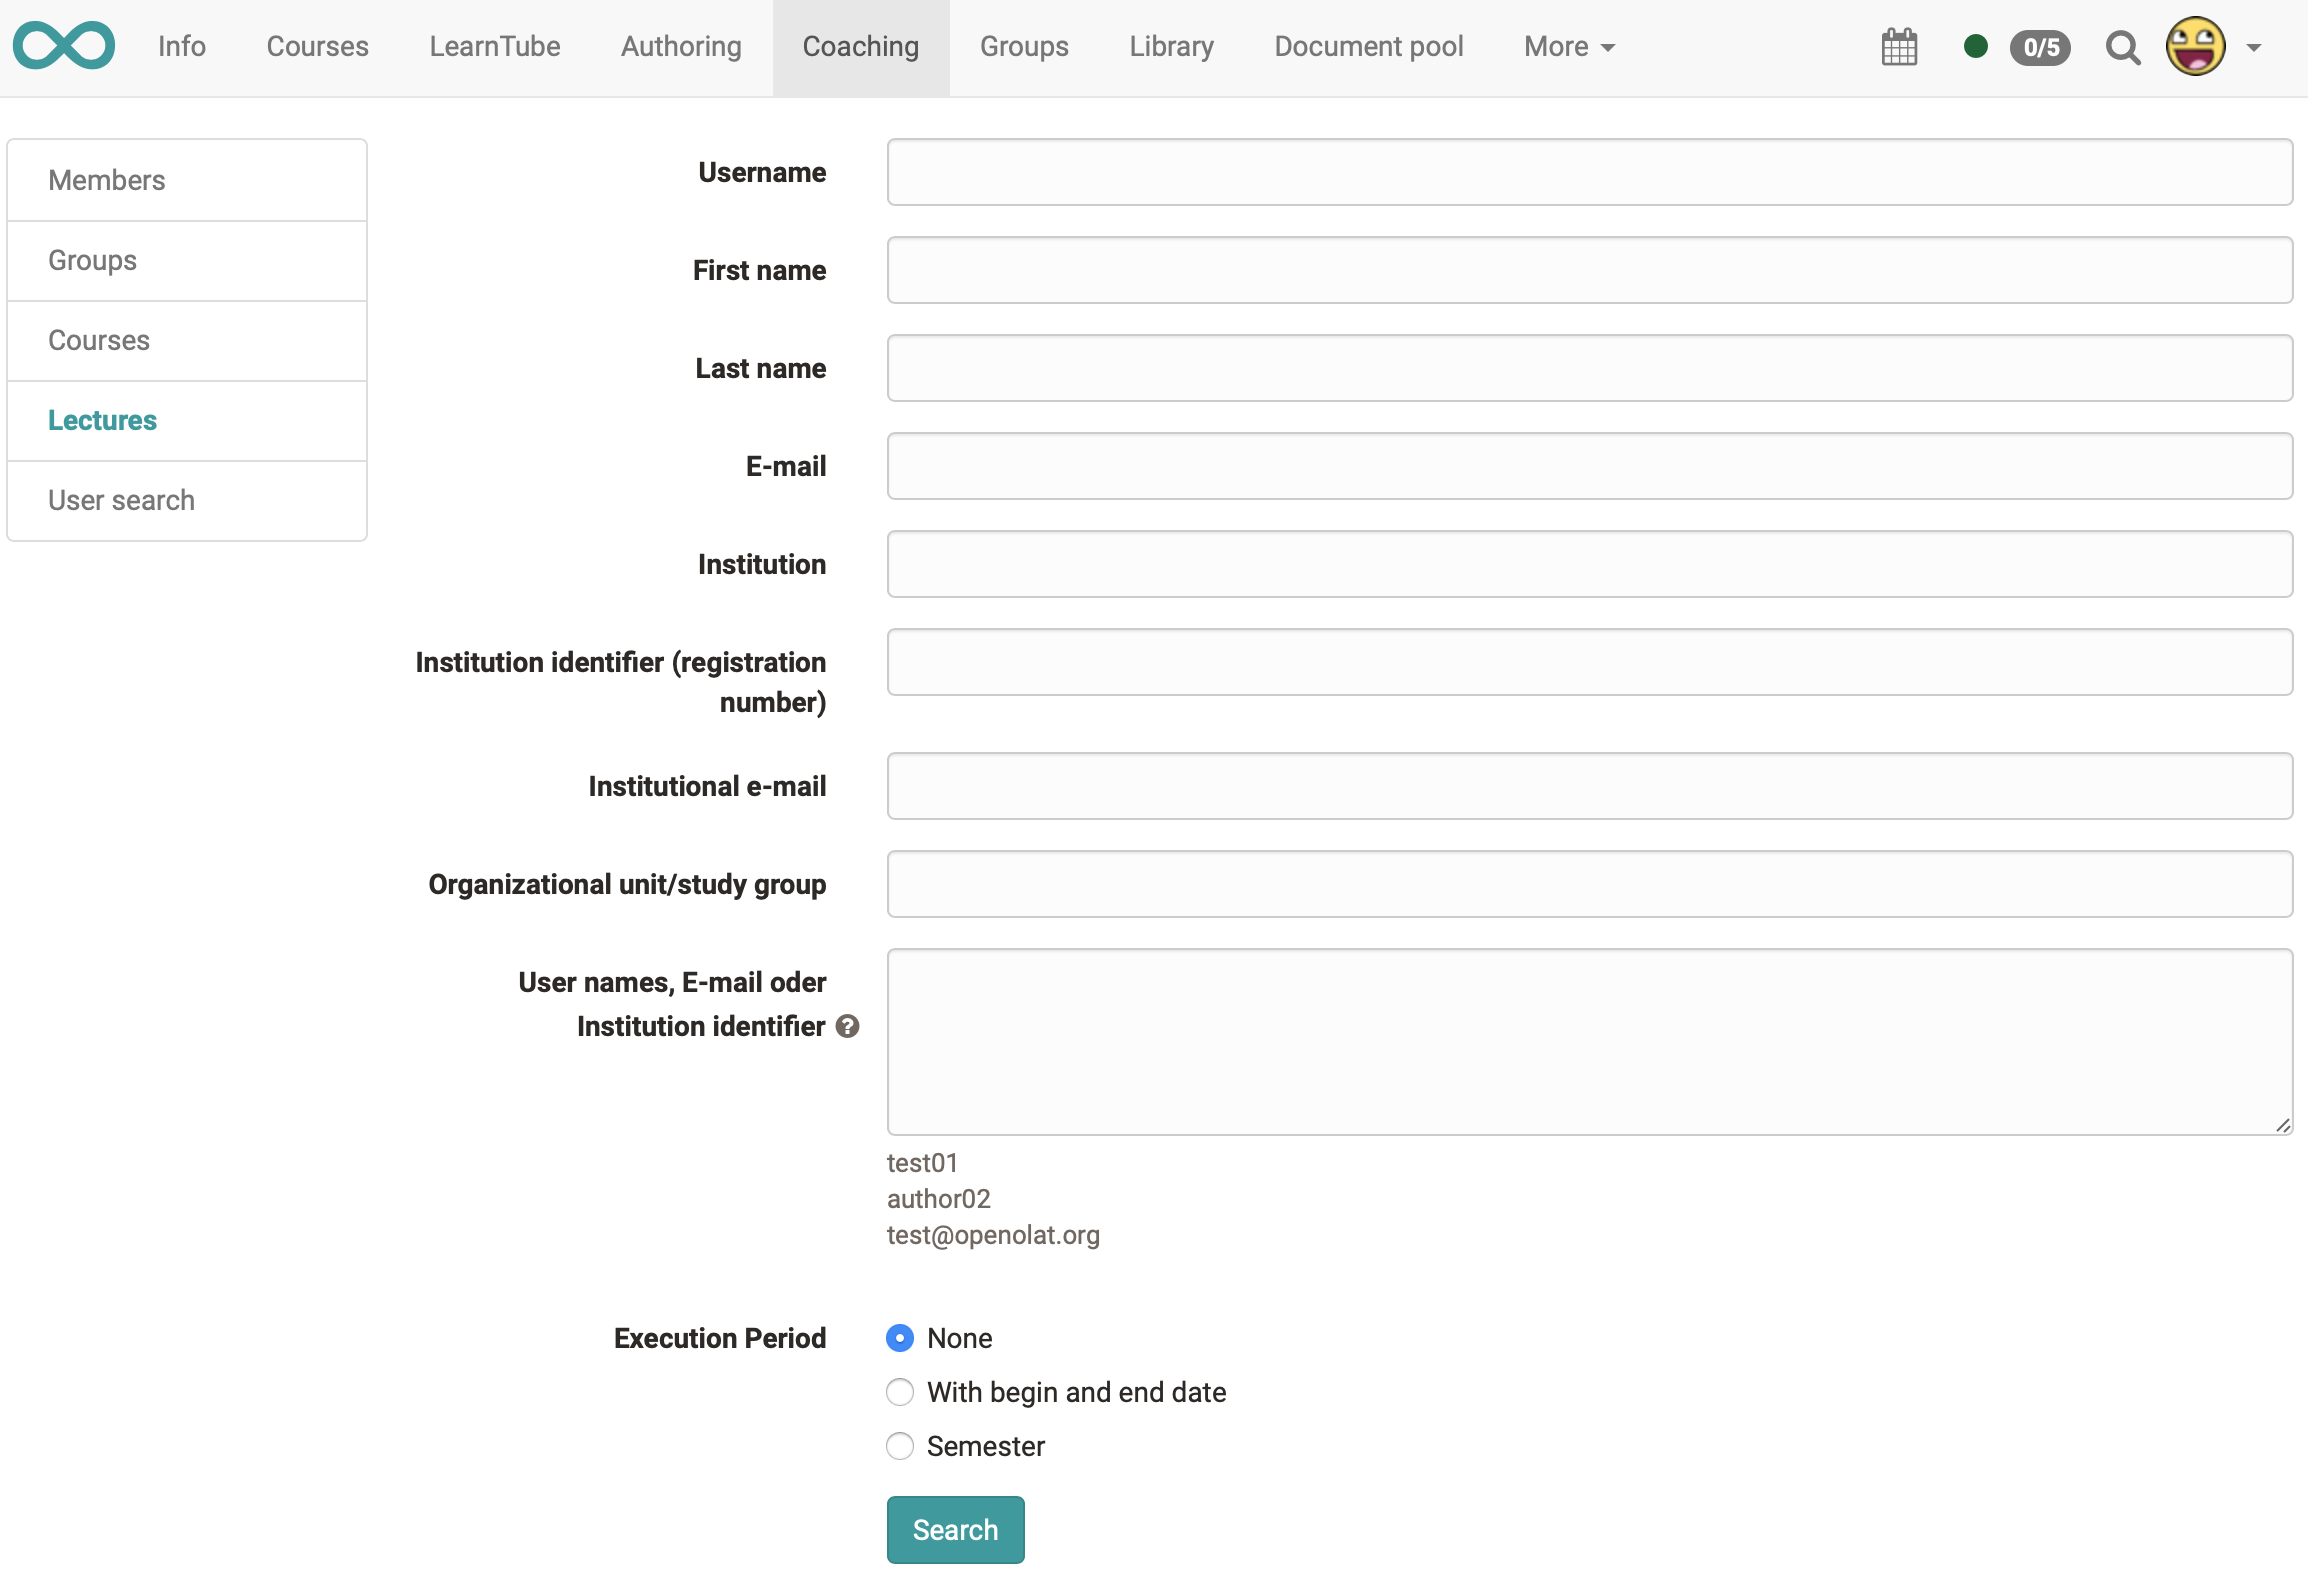 Info Courses LearnTube Authoring Coaching Groups Library Document pool More 0/5
Members
Groups
Courses
Lectures
User search
Username
First name
Last name
E-mail
Institution
Institution identifier (registration
number)
Institutional e-mail
Organizational unit/study group
User names, E-mail oder
Institution identifier ?
test01
author02
test@openolat.org
Execution Period
None
With begin and end date
Semester
Search